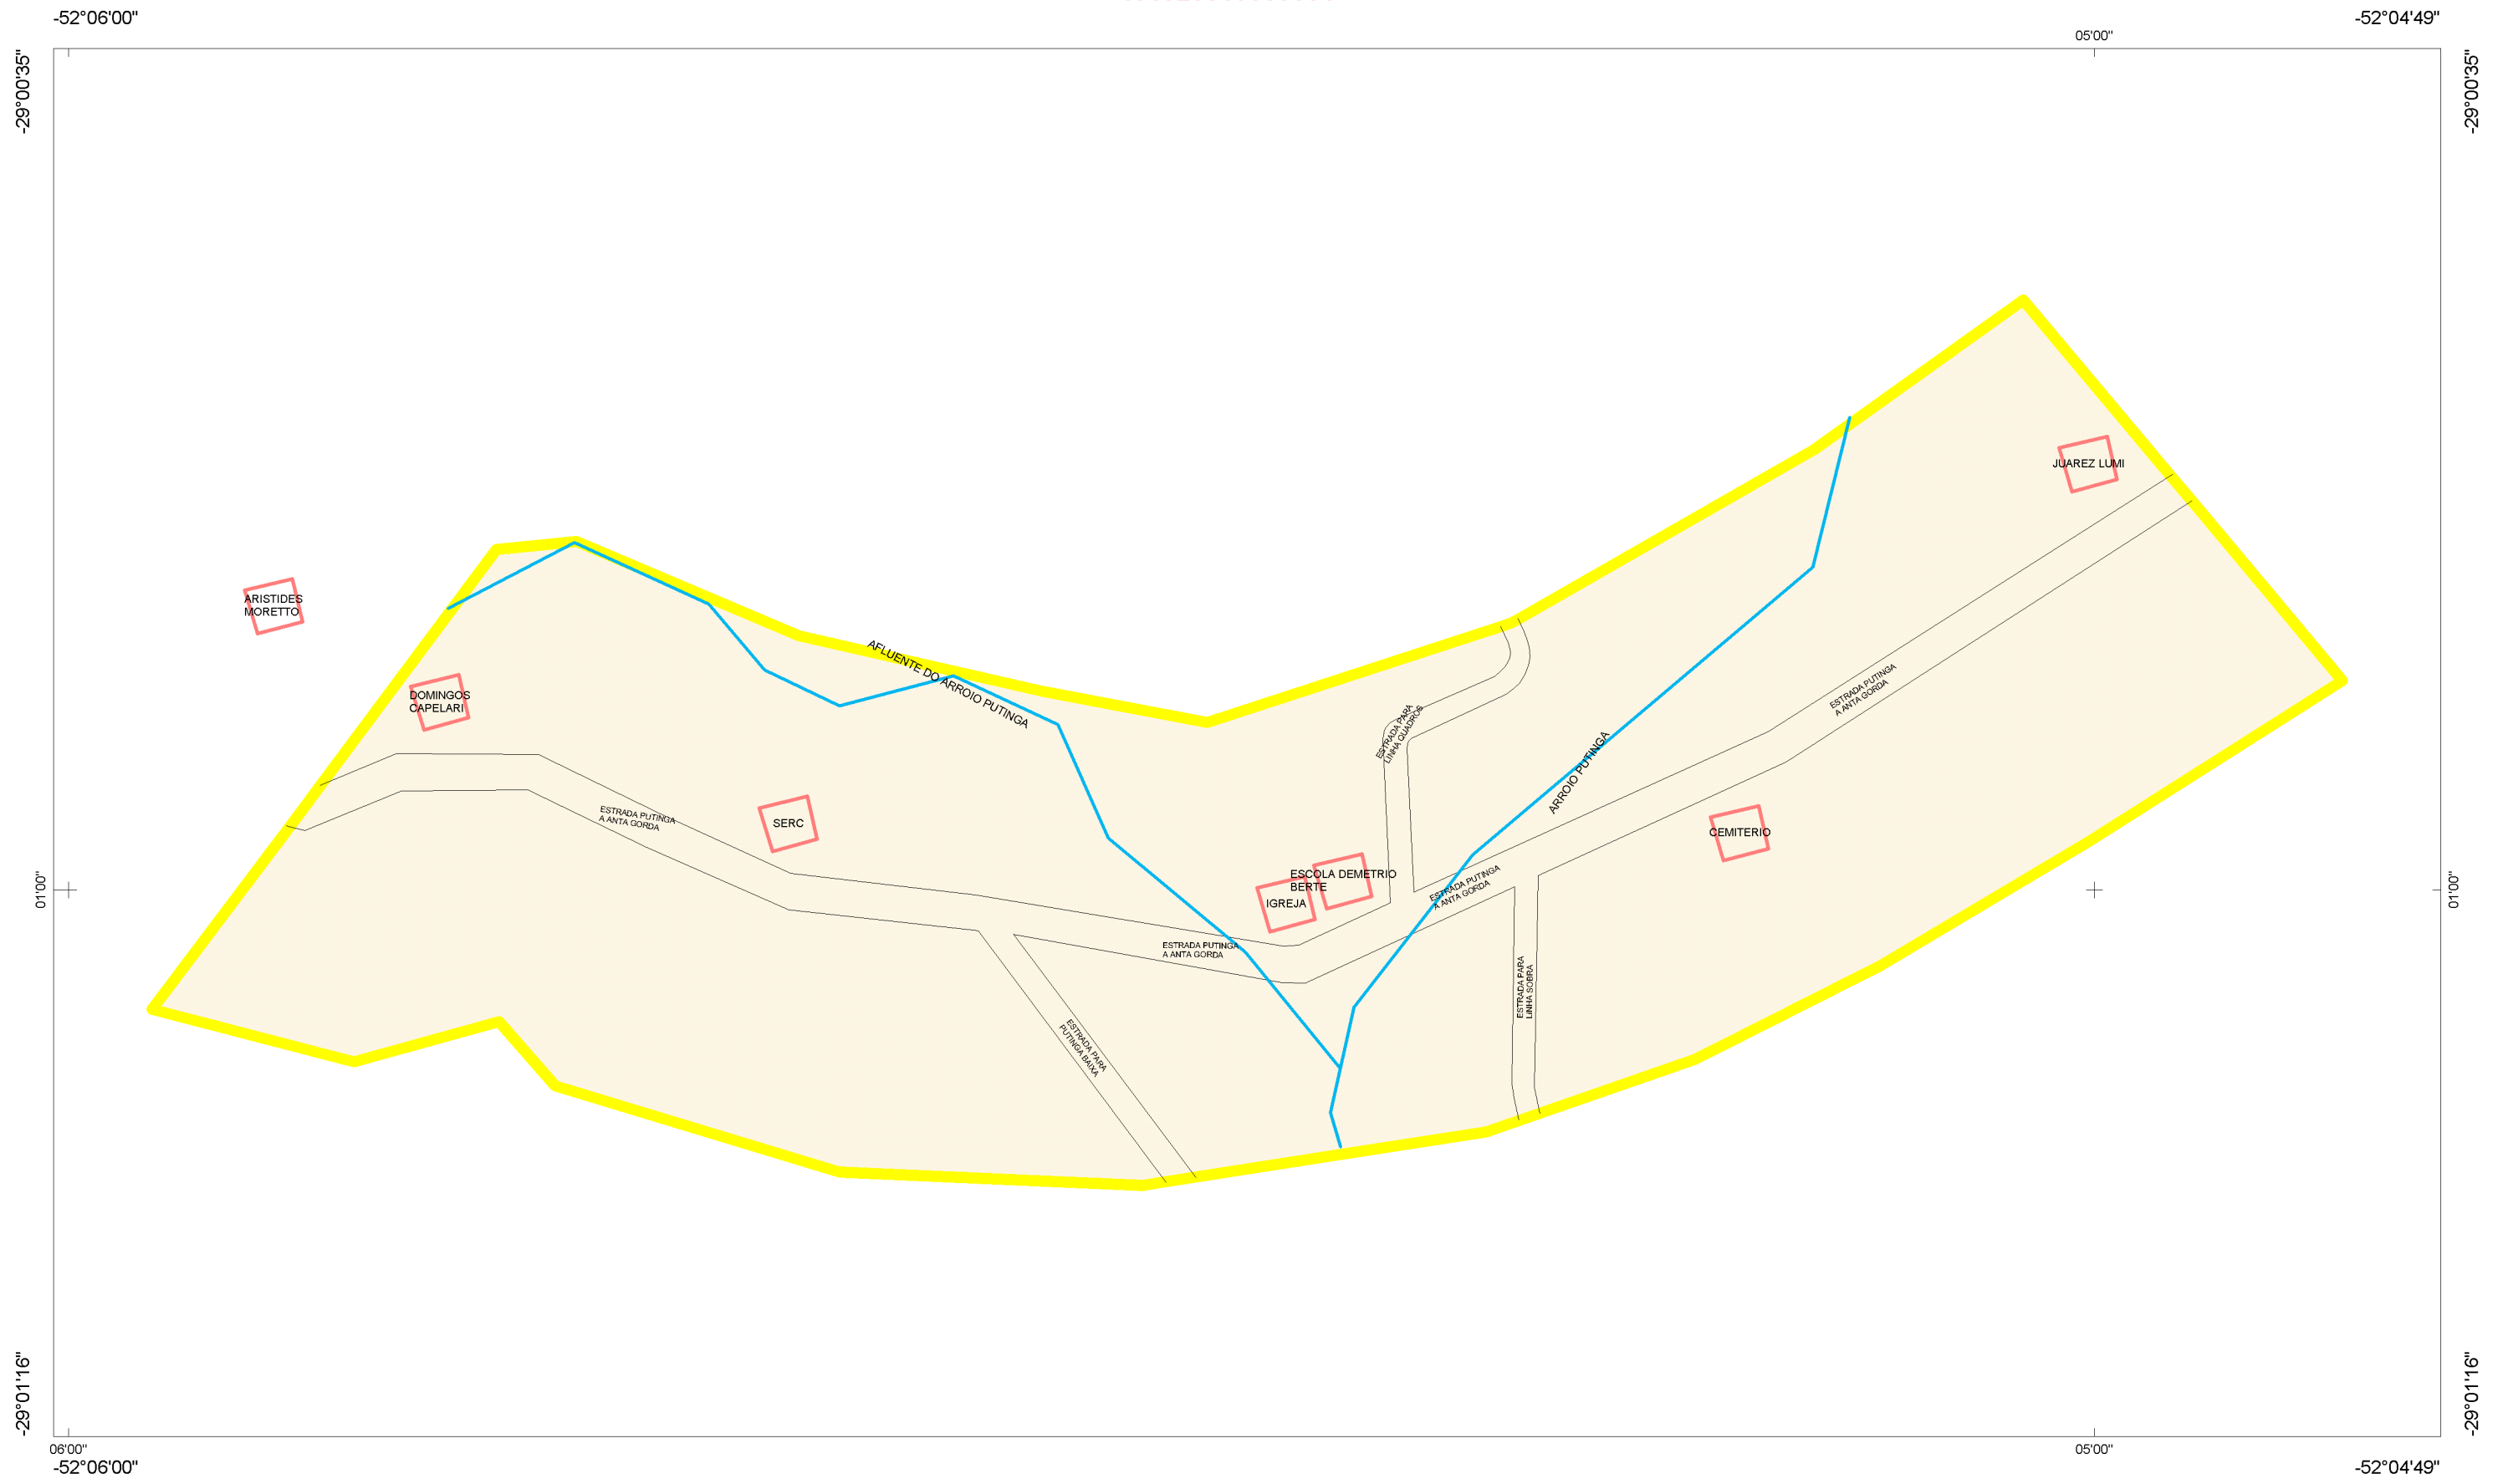 -52°06'00"
-52°04'49"
05'00"
-29°00'35"
-29°00'35"
JUAREZ LUMI
ARISTIDES
MORETTO
AFLUENTE DO ARROIO PUTINGA
DOMINGOS
CAPELARI
ESTRADA PUTINGA
A ANTA GORDA
ESTRADA PARA
LINHA QUADROS
ARROIO PUTINGA
ESTRADA PUTINGA
A ANTA GORDA
SERC
CEMITERIO
ESCOLA DEMETRIO
BERTE
IGREJA
ESTRADA PUTINGA
A ANTA GORDA
01'00"
01'00"
ESTRADA PUTINGA
A ANTA GORDA
ESTRADA PARA
LINHA SOBRA
ESTRADA PARA
PUTINGA BAIXA
-29°01'16"
-29°01'16"
06'00"
05'00"
-52°06'00"
-52°04'49"